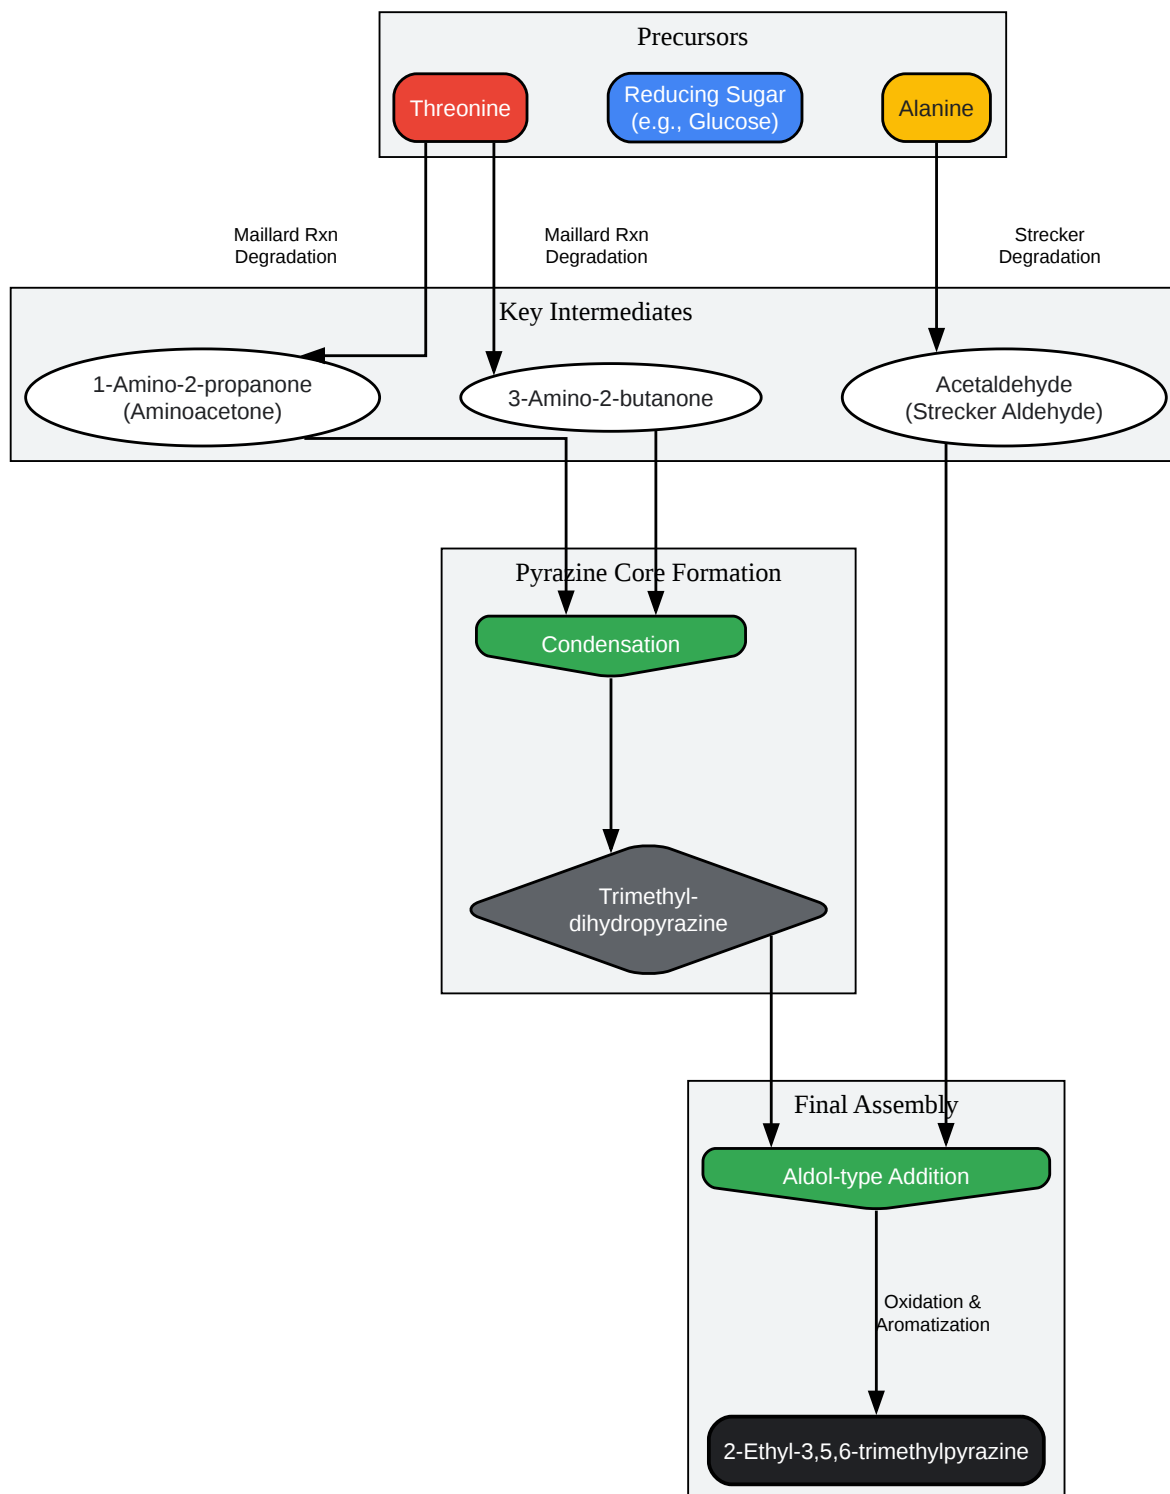 Precursors
Threonine
Reducing Sugar
(e.g., Glucose)
Alanine
Maillard Rxn
Degradation
Maillard Rxn
Degradation
Strecker
Degradation
Key Intermediates
1-Amino-2-propanone
(Aminoacetone)
3-Amino-2-butanone
Acetaldehyde
(Strecker Aldehyde)
Pyrazine Core Formation
Condensation
Trimethyl-
dihydropyrazine
Final Assembly
Aldol-type Addition
Oxidation &
Aromatization
2-Ethyl-3,5,6-trimethylpyrazine